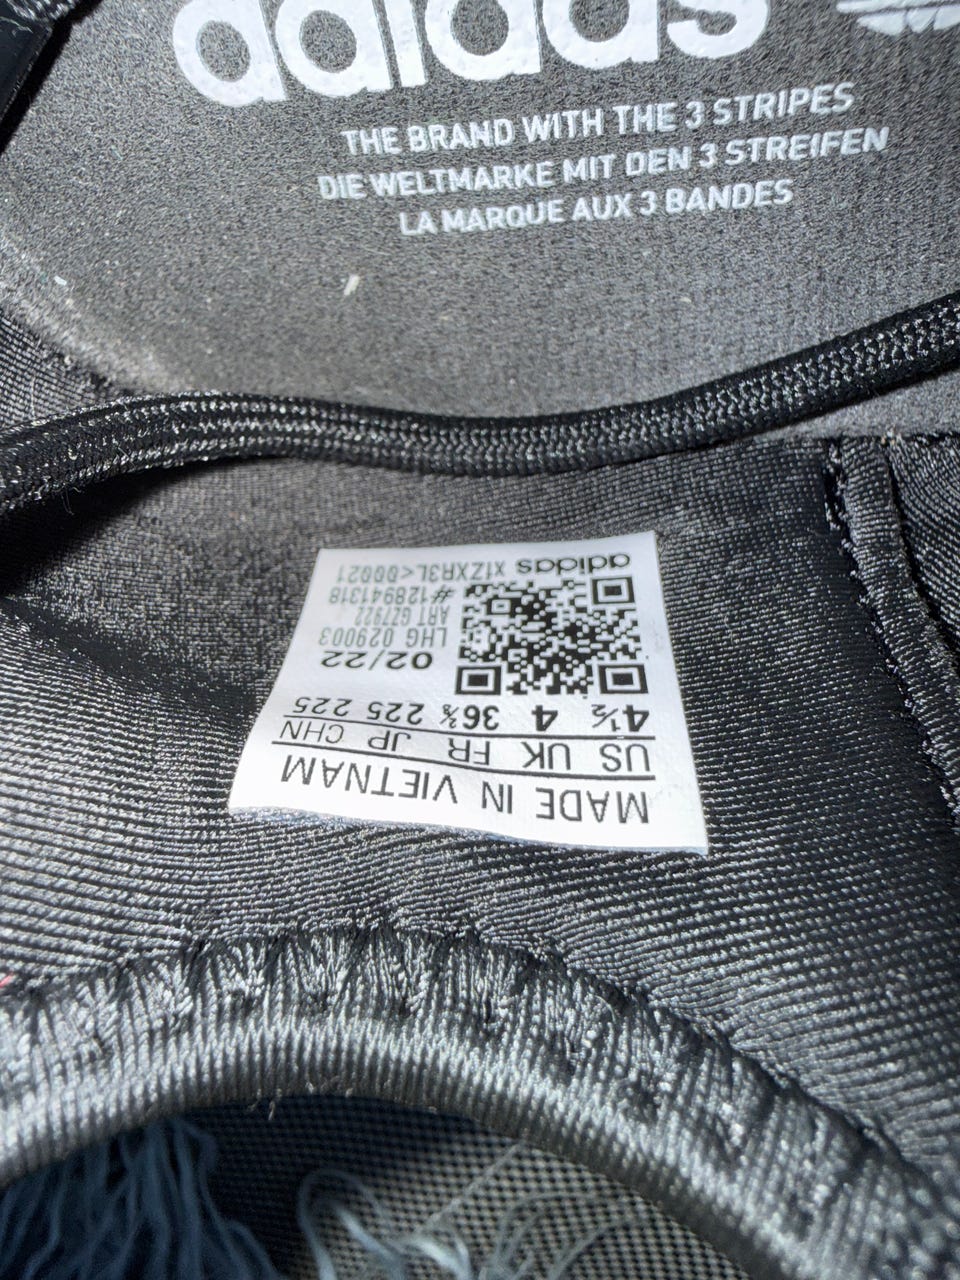 adidas
THE BRAND WITH THE 3 STRIPES
DIE WELTMARKE MIT DEN 3 STREIFEN
LA MARQUE AUX 3 BANDES
MADE IN VIETNAM
US UK FR JP CHN
4½ 4 36⅔ 225 225
02/22
LHG 029003
ART GZ7922
#128941318
adidas X1ZXR3L<00021